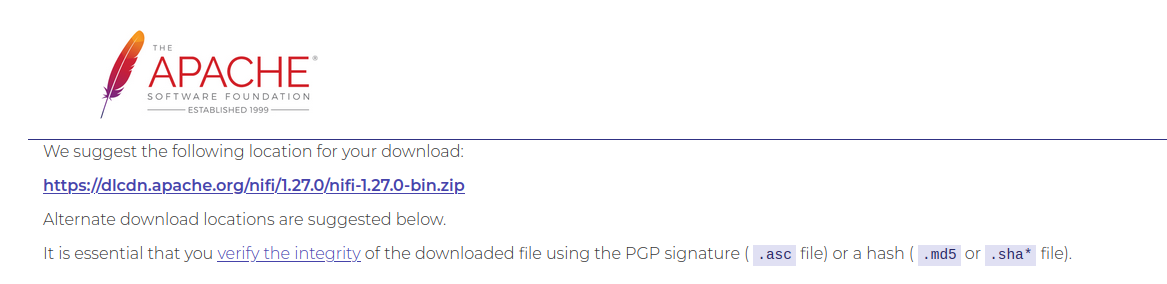 THE
APACHE®
SOFTWARE FOUNDATION
ESTABLISHED 1999
We suggest the following location for your download:
https://dlcdn.apache.org/nifi/1.27.0/nifi-1.27.0-bin.zip
Alternate download locations are suggested below.
It is essential that you verify the integrity of the downloaded file using the PGP signature ( .asc file) or a hash ( .md5 or .sha* file).